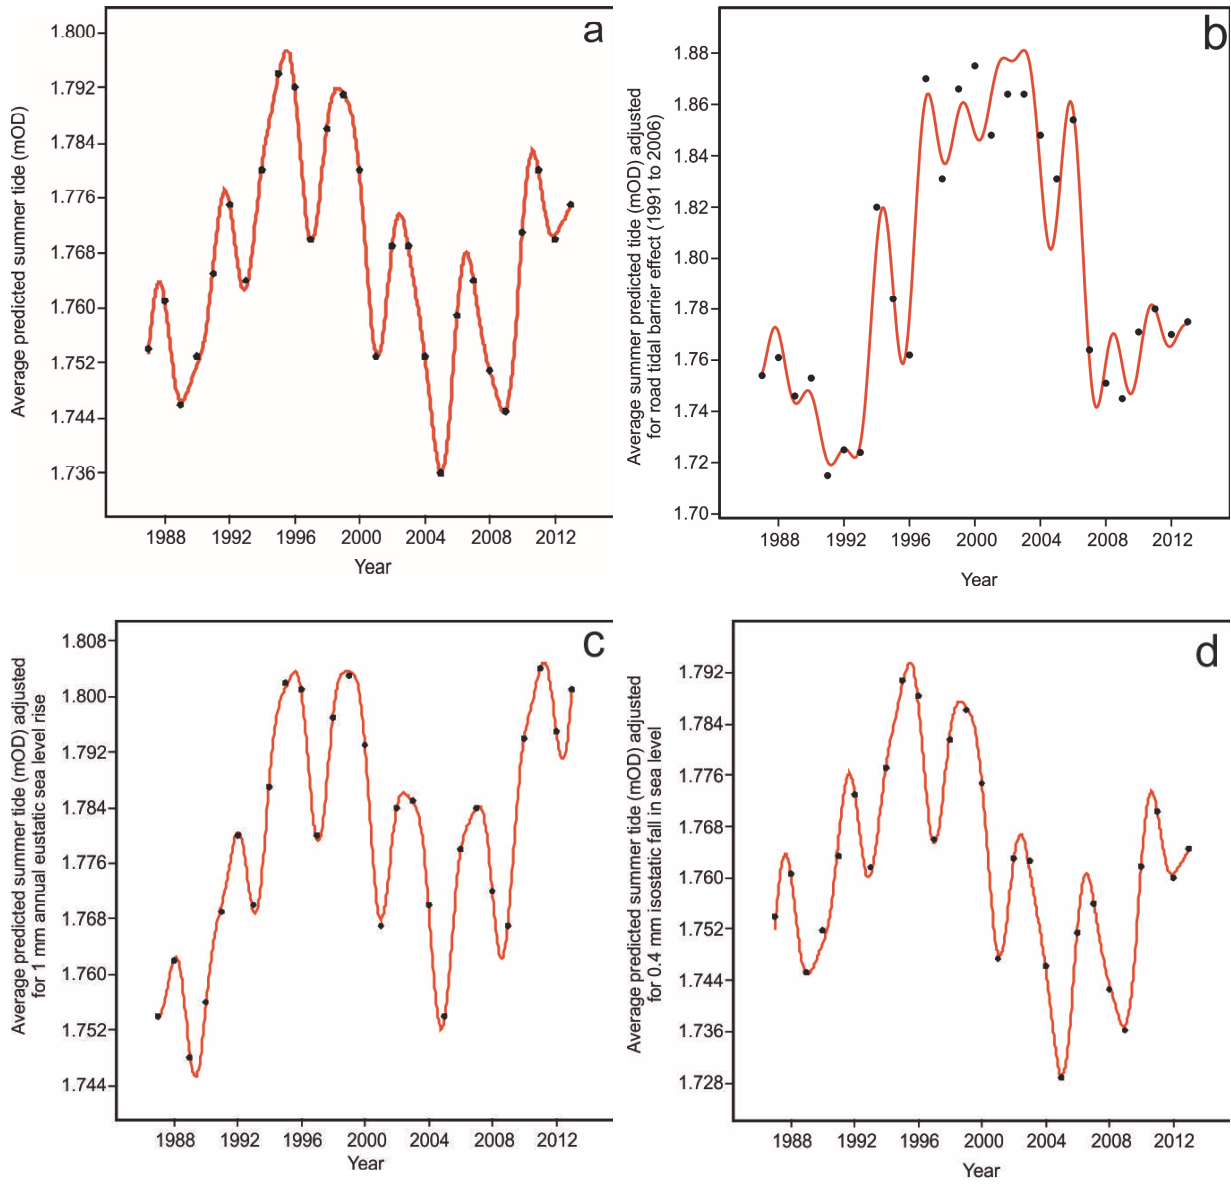 a
1.800
1.792
1.784
1.776
1.768
1.760
1.752
1.744
1.736
Average predicted summer tide (mOD)
1988 1992 1996 2000 2004 2008 2012
Year
b
1.88
1.86
1.84
1.82
1.80
1.78
1.76
1.74
1.72
1.70
Average summer predicted tide (mOD) adjusted
for road tidal barrier effect (1991 to 2006)
1988 1992 1996 2000 2004 2008 2012
Year
c
1.808
1.800
1.792
1.784
1.776
1.768
1.760
1.752
1.744
Average predicted summer tide (mOD) adjusted
for 1 mm annual eustatic sea level rise
1988 1992 1996 2000 2004 2008 2012
Year
d
1.792
1.784
1.776
1.768
1.760
1.752
1.744
1.736
1.728
Average predicted summer tide (mOD) adjusted
for 0.4 mm isostatic fall in sea level
1988 1992 1996 2000 2004 2008 2012
Year